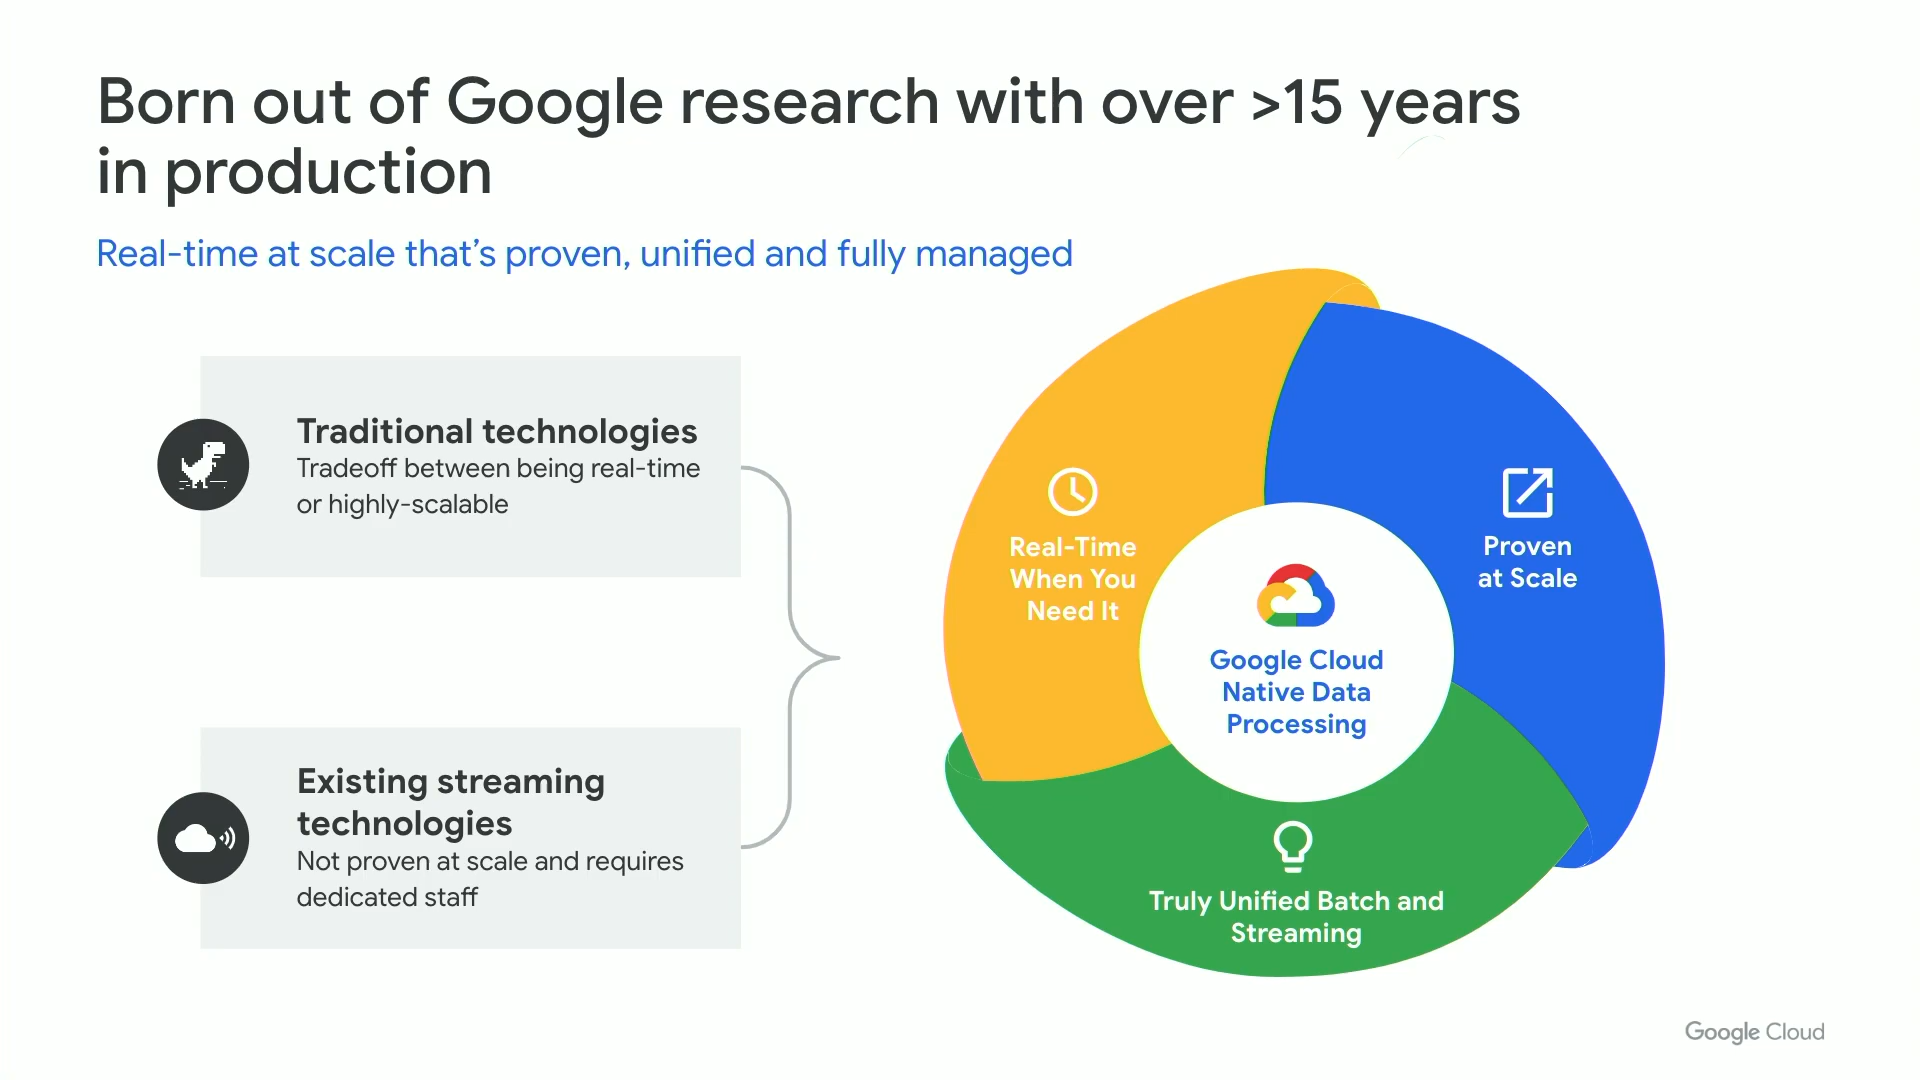 Born out of Google research with over >15 years
in production
Real-time at scale that's proven, unified and fully managed
Traditional technologies
Tradeoff between being real-time
or highly-scalable
Existing streaming
technologies
Not proven at scale and requires
dedicated staff
Real-Time
When You
Need It
Proven
at Scale
Google Cloud
Native Data
Processing
Truly Unified Batch and
Streaming
Google Cloud